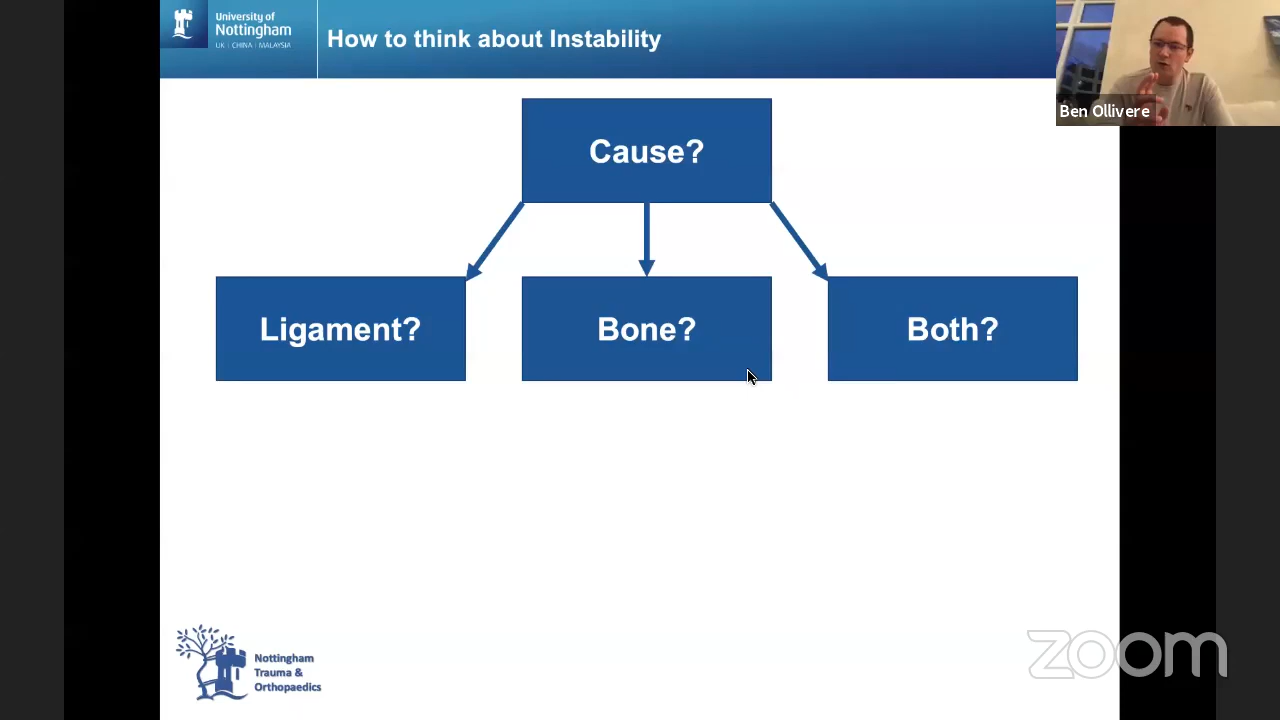 University of
Nottingham
UK | CHINA | MALAYSIA
How to think about Instability
Ben Ollivere
Cause?
Ligament?
Bone?
Both?
Nottingham
Trauma &
Orthopaedics
zoom